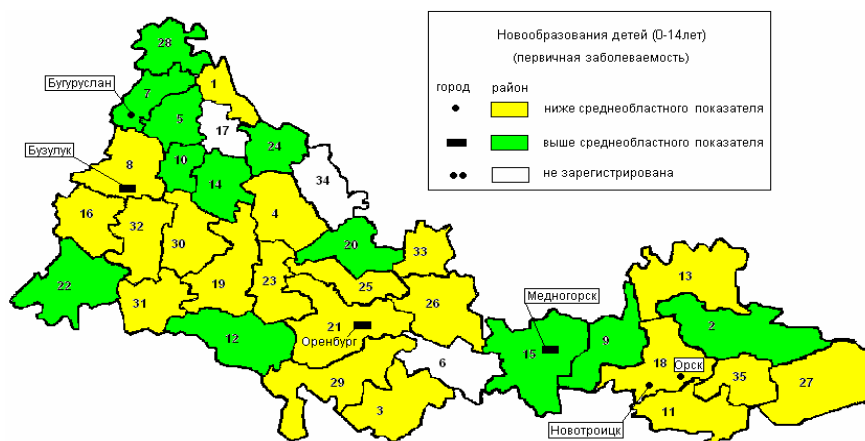 Новообразования детей (0-14лет)
(первичная заболеваемость)
город район
ниже среднеобластного показателя
выше среднеобластного показателя
не зарегистрирована
28
Бугуруслан
7
1
5
17
Бузулук
8
10
24
14
34
16
32
30
4
20
33
22
31
19
23
25
26
13
12
21
Оренбург
Медногорск
15
9
2
6
18
Орск
35
27
29
3
11
Новотроицк